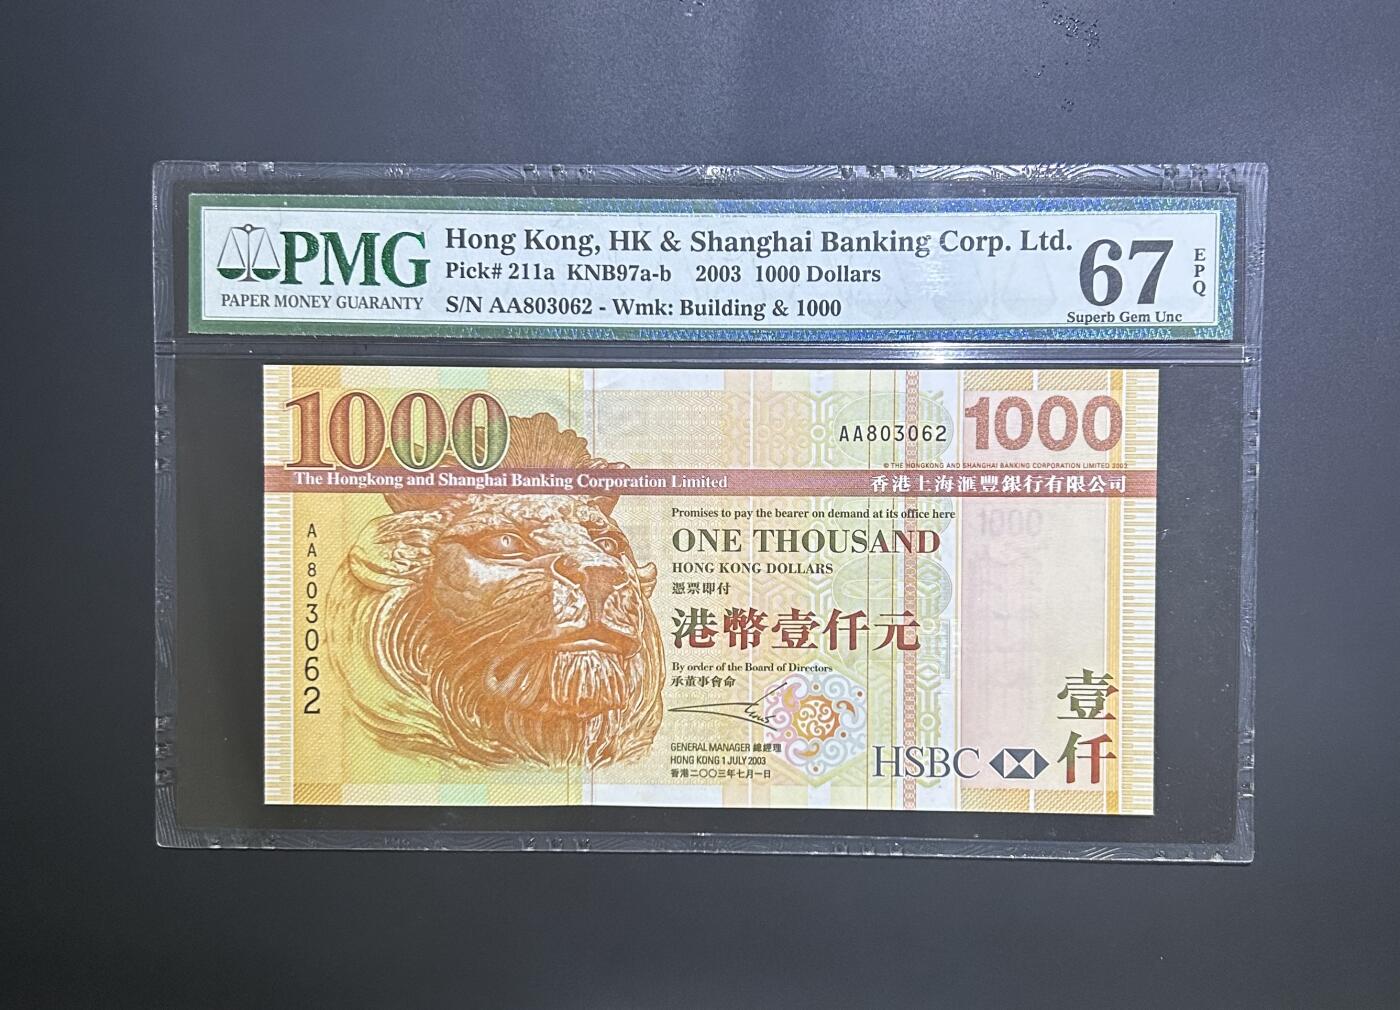 PMG
PAPER MONEY GUARANTY
Hong Kong, HK & Shanghai Banking Corp. Ltd.
Pick# 211a KNB97a-b 2003 1000 Dollars
S/N AA803062 - Wmk: Building & 1000
67
EPQ
Superb Gem Unc
1000
AA803062
1000
© THE HONGKONG AND SHANGHAI BANKING CORPORATION LIMITED 2003
The Hongkong and Shanghai Banking Corporation Limited
香港上海滙豐銀行有限公司
AA803062
Promises to pay the bearer on demand at its office here
ONE THOUSAND
HONG KONG DOLLARS
憑票即付
港幣壹仟元
By order of the Board of Directors
承董事會命
GENERAL MANAGER 總經理
HONG KONG 1 JULY 2003
香港二〇〇三年七月一日
HSBC
壹仟